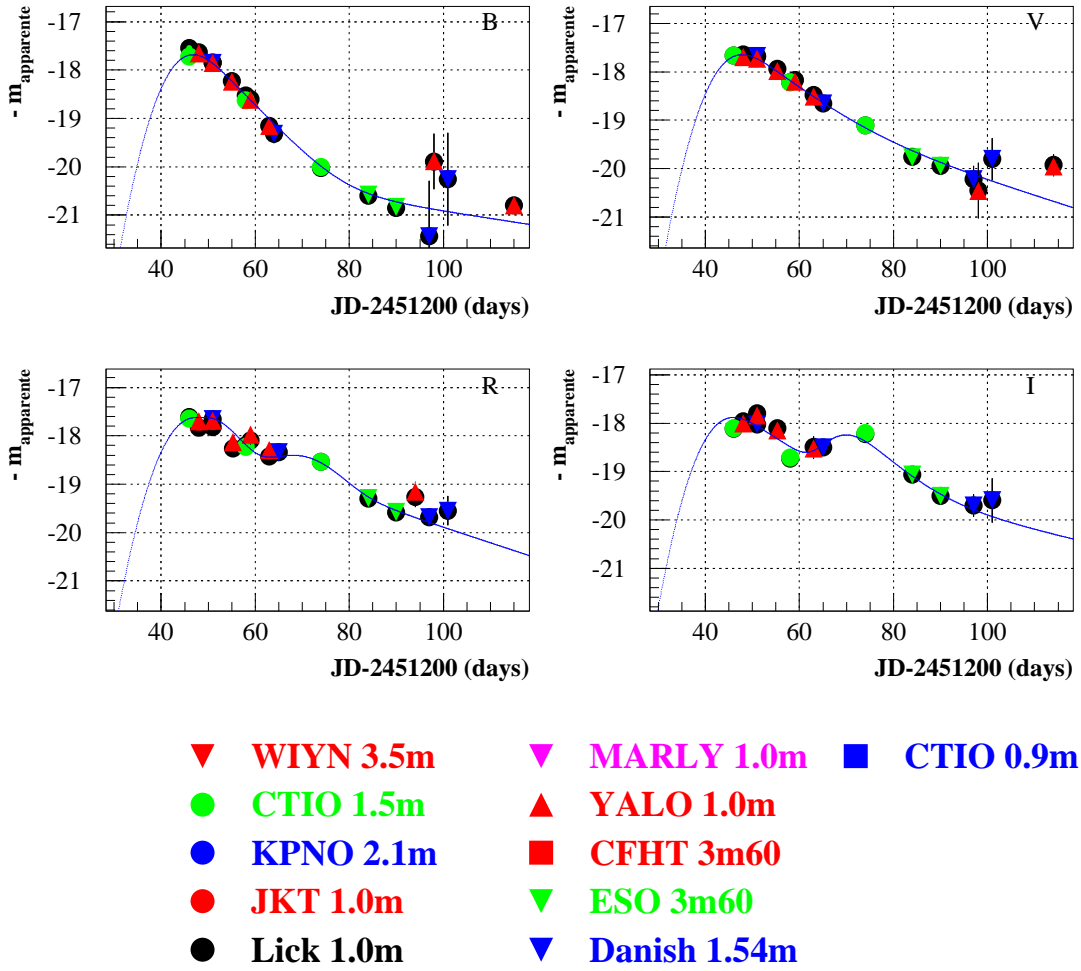 B
-17
-18
-19
-20
-21
- m apparente
40 60 80 100
JD-2451200 (days)
V
-17
-18
-19
-20
-21
- m apparente
40 60 80 100
JD-2451200 (days)
R
-17
-18
-19
-20
-21
- m apparente
40 60 80 100
JD-2451200 (days)
I
-17
-18
-19
-20
-21
- m apparente
40 60 80 100
JD-2451200 (days)
WIYN 3.5m
MARLY 1.0m
CTIO 0.9m
CTIO 1.5m
YALO 1.0m
KPNO 2.1m
CFHT 3m60
JKT 1.0m
ESO 3m60
Lick 1.0m
Danish 1.54m